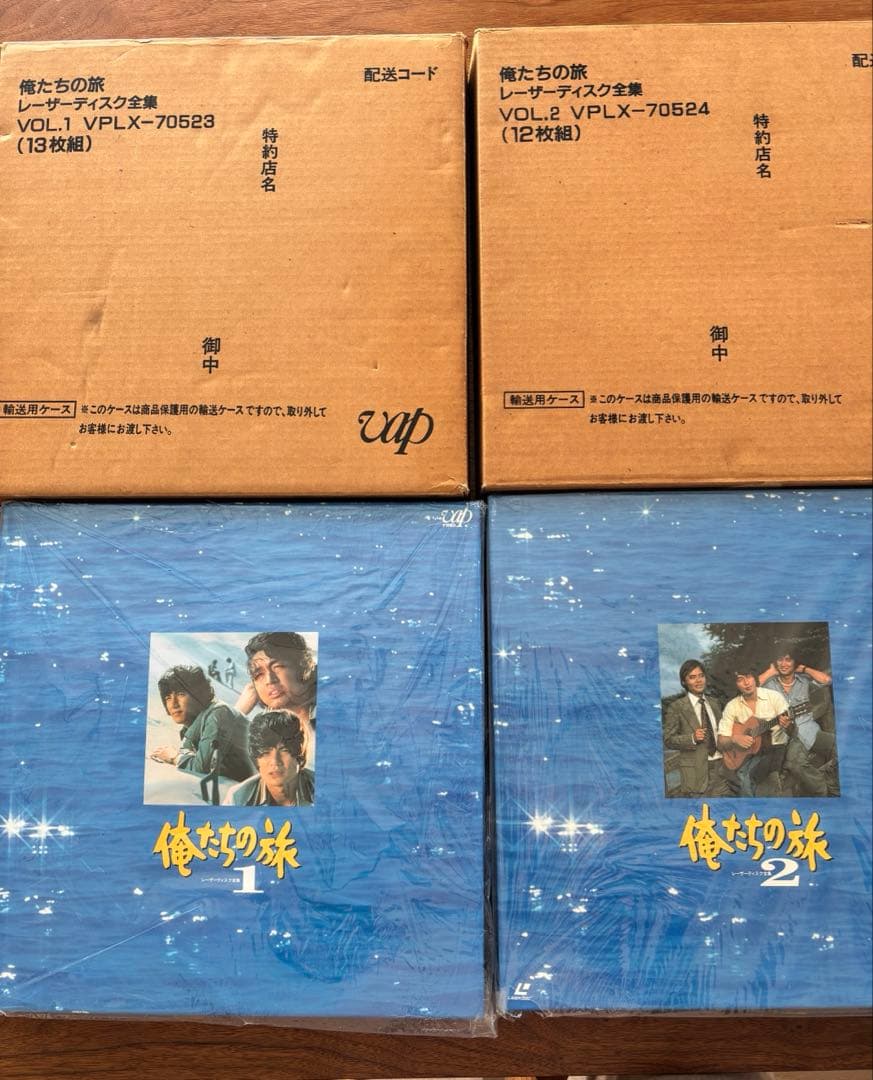 俺たちの旅
レーザーディスク全集
VOL.1 VPLX-70523
(13枚組)
配送コード
特約店名
御中
輸送用ケース ※このケースは商品保護用の輸送ケースですので、取り外して
お客様にお渡し下さい。
vap
俺たちの旅
レーザーディスク全集
VOL.2 VPLX-70524
(12枚組)
配送
特約店名
御中
輸送用ケース ※このケースは商品保護用の輸送ケースですので、取り外して
お客様にお渡し下さい。
vap
俺たちの旅
レーザーディスク全集 1
俺たちの旅
レーザーディスク全集 2